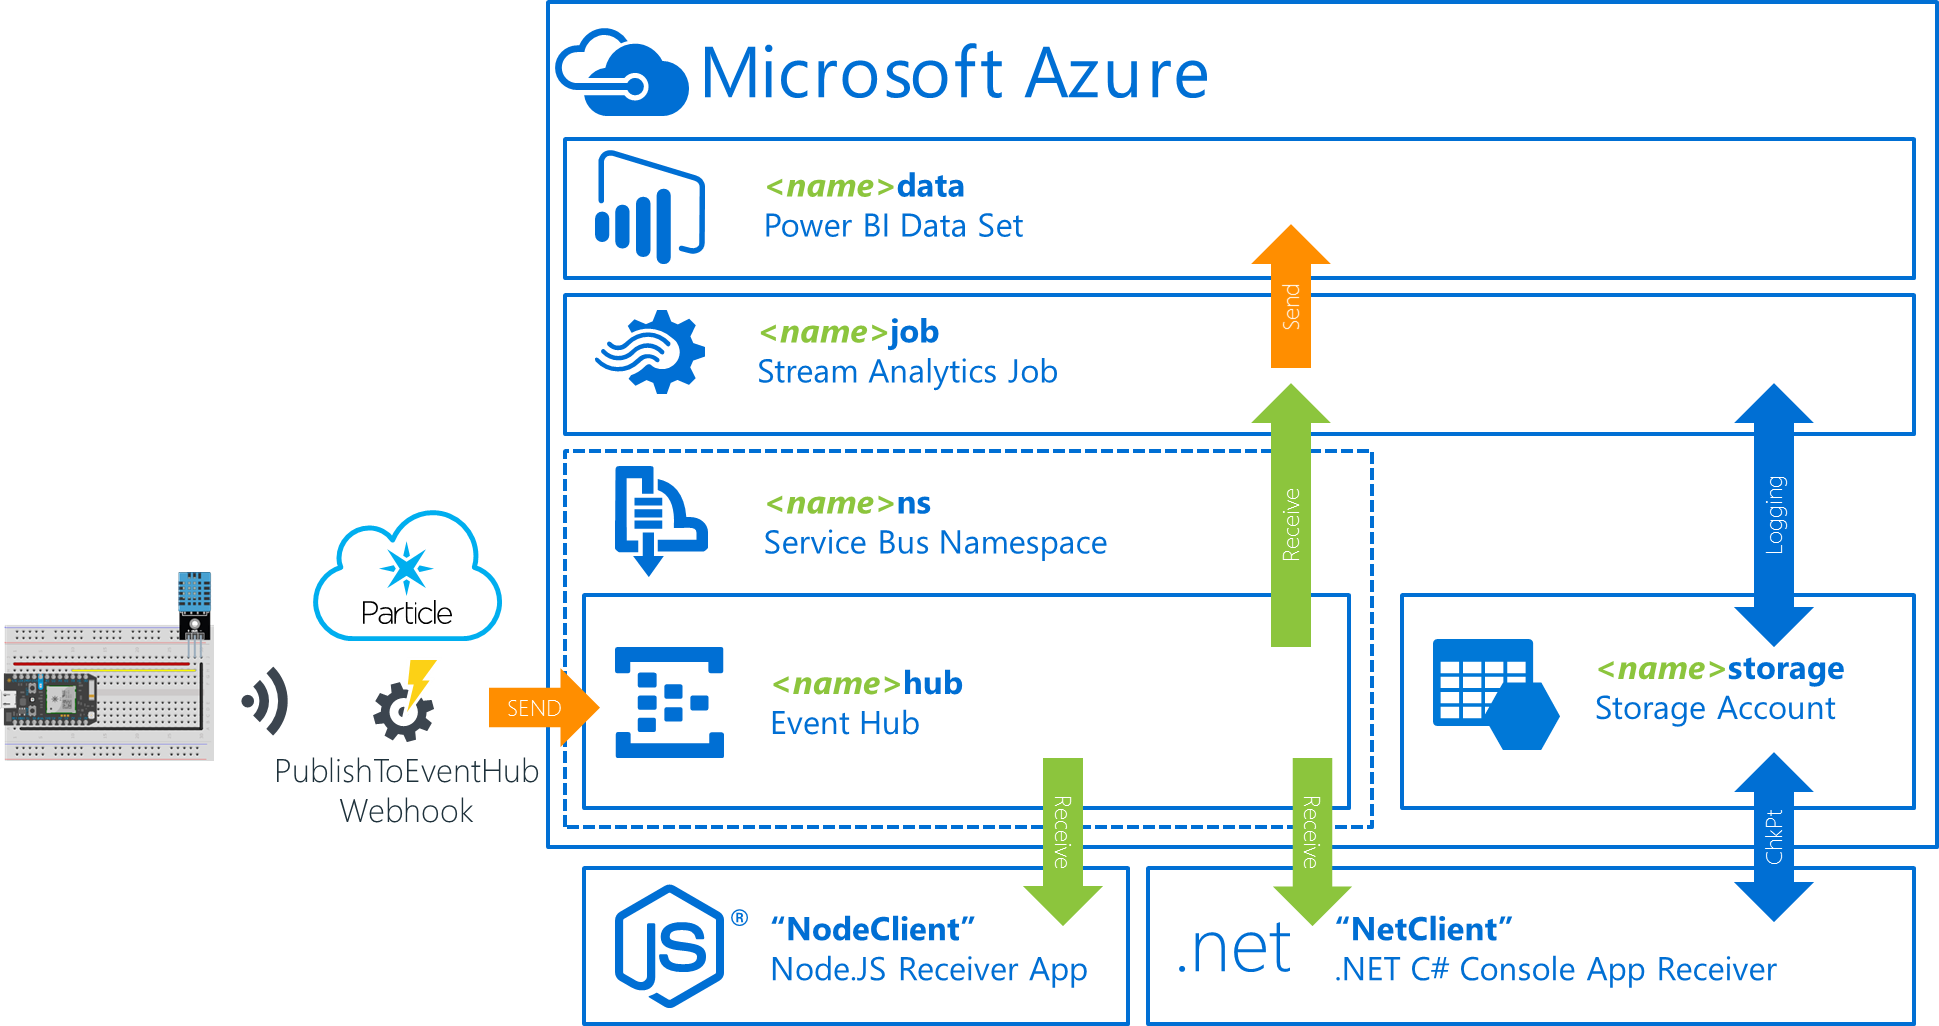 Microsoft Azure
<name>data
Power BI Data Set
Send
<name>job
Stream Analytics Job
<name>ns
Service Bus Namespace
Receive
Logging
Particle
PublishToEventHub
Webhook
SEND
<name>hub
Event Hub
<name>storage
Storage Account
Receive
Receive
ChkPt
JS®
“NodeClient”
Node.JS Receiver App
.net
“NetClient”
.NET C# Console App Receiver